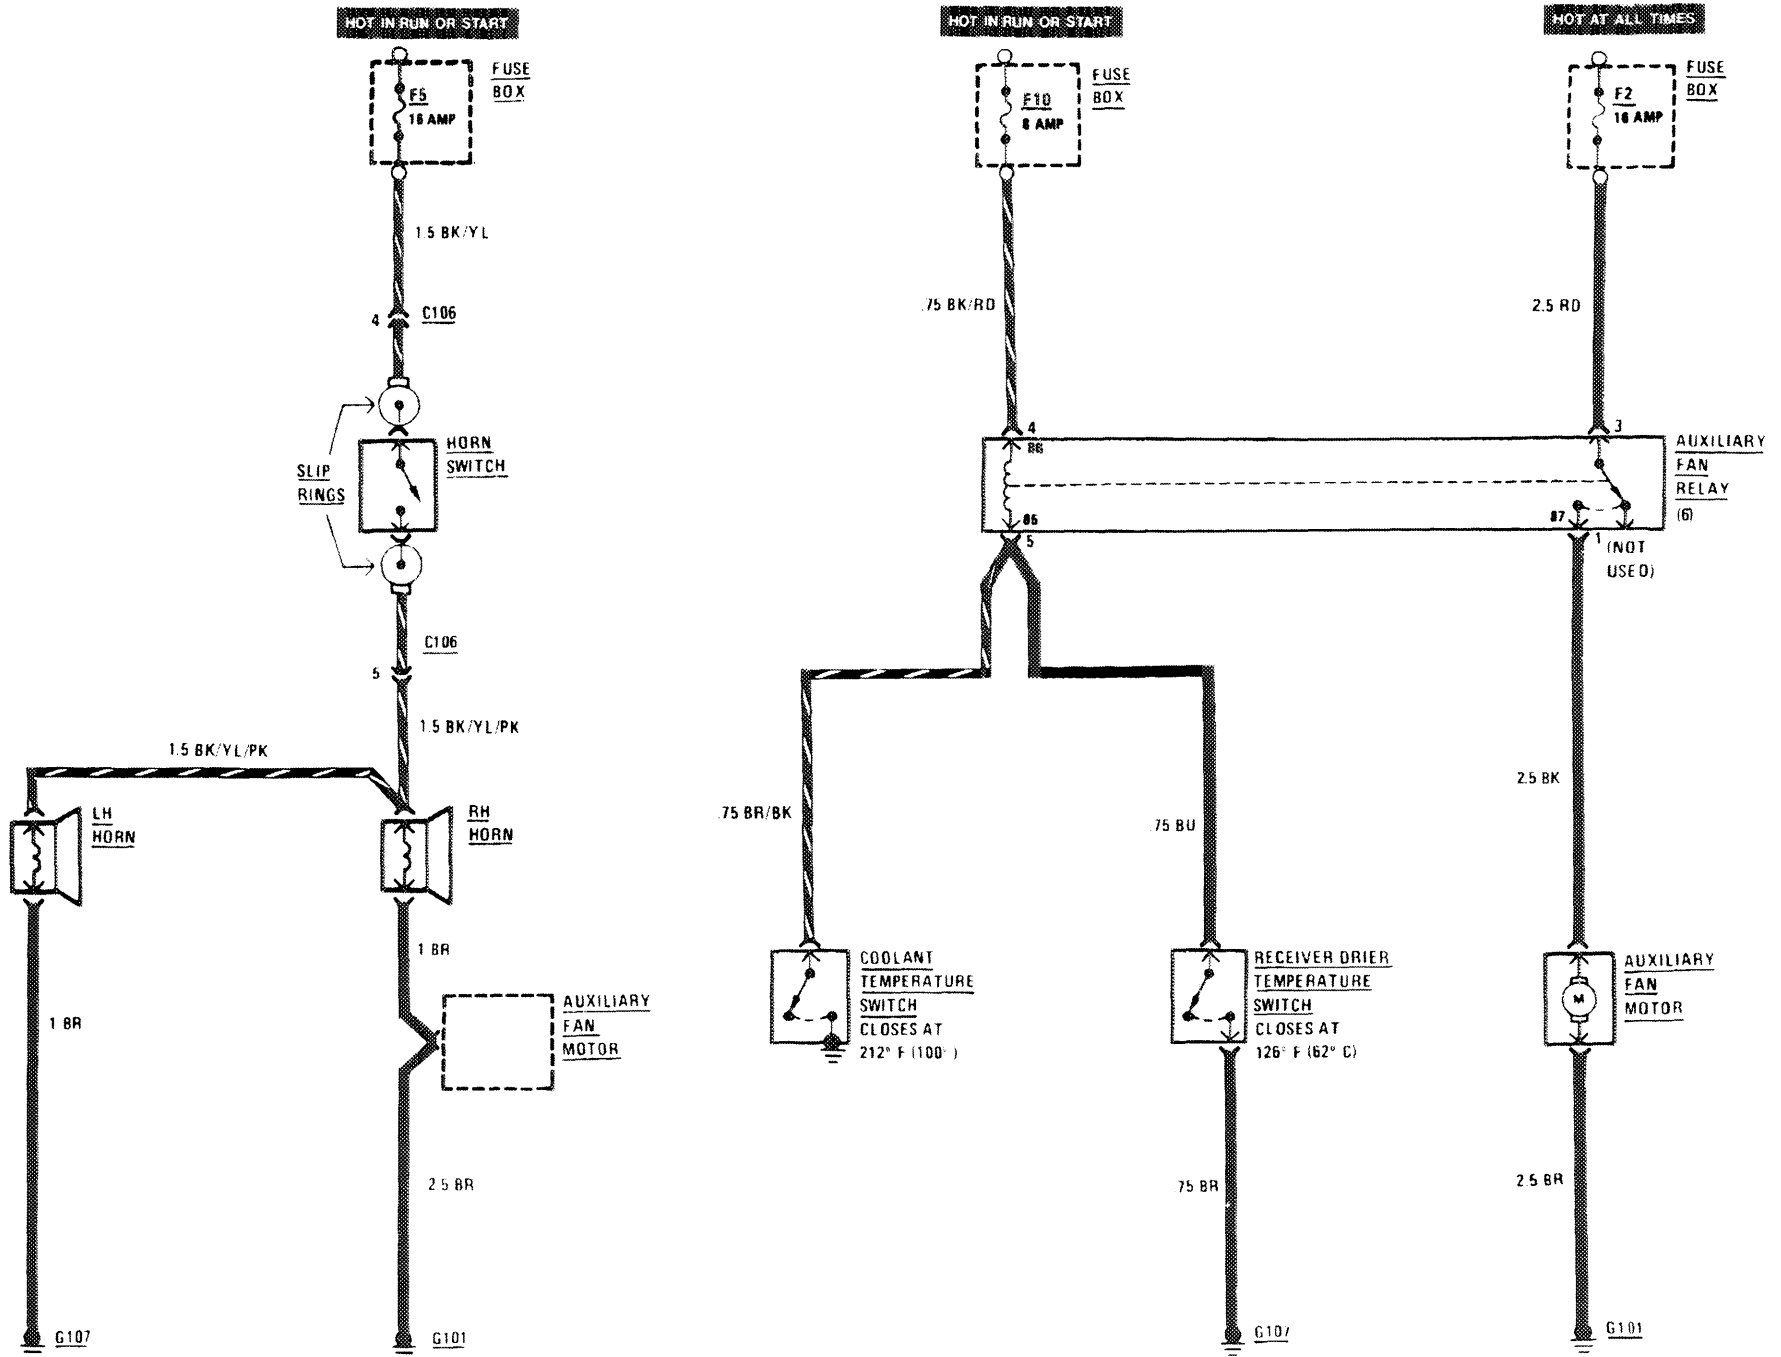 HOT IN RUN OR START
FUSE
BOX
F5
16 AMP
1.5 BK/YL
4
C106
SLIP
RINGS
HORN
SWITCH
C106
5
1.5 BK/YL/PK
1.5 BK/YL/PK
LH
HORN
RH
HORN
1 BR
1 BR
AUXILIARY
FAN
MOTOR
2.5 BR
G107
G101
HOT IN RUN OR START
FUSE
BOX
F10
8 AMP
.75 BK/RD
4
86
85
5
HOT AT ALL TIMES
FUSE
BOX
F2
16 AMP
2.5 RD
3
AUXILIARY
FAN
RELAY
(6)
87
1
(NOT
USED)
.75 BR/BK
.75 BU
2.5 BK
COOLANT
TEMPERATURE
SWITCH
CLOSES AT
212° F (100° )
RECEIVER DRIER
TEMPERATURE
SWITCH
CLOSES AT
126° F (62° C)
M
AUXILIARY
FAN
MOTOR
.75 BR
2.5 BR
G107
G101